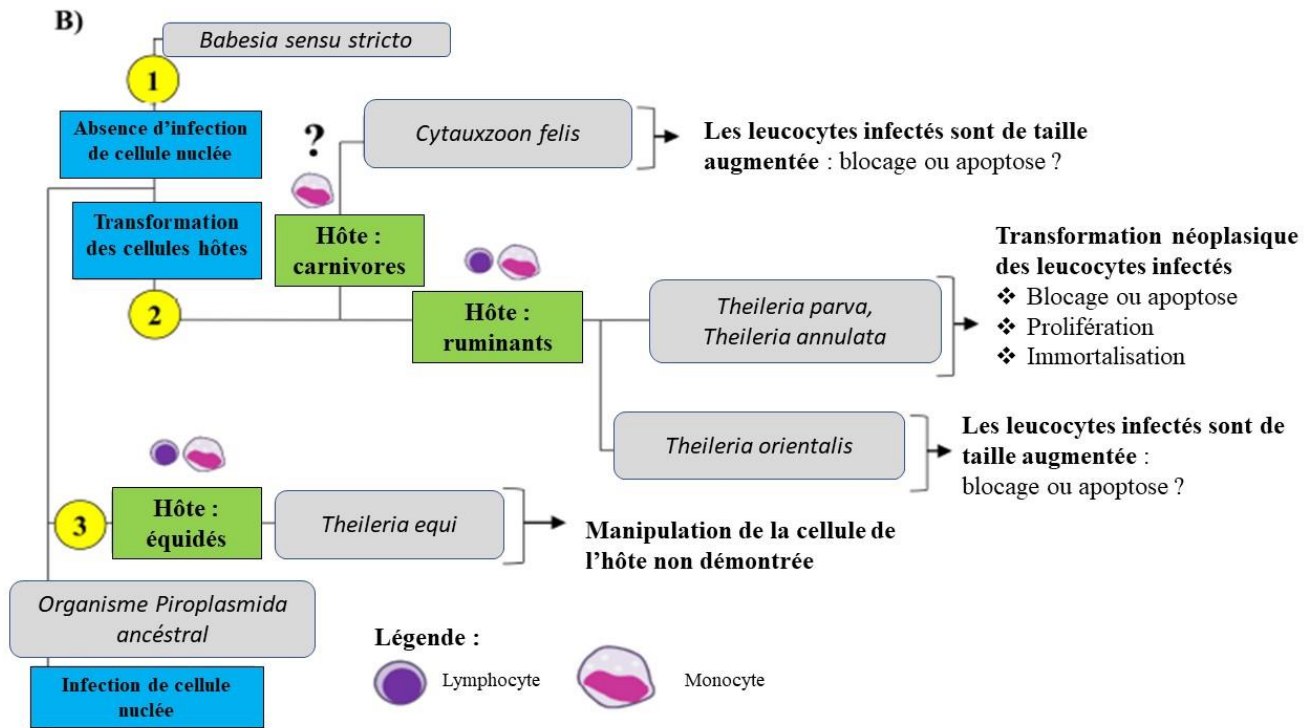 B)
Babesia sensu stricto
1
Absence d'infection
de cellule nuclée
?
Cytauxzoon felis
Les leucocytes infectés sont de taille
augmentée : blocage ou apoptose ?
Transformation
des cellules hôtes
Hôte :
carnivores
2
Hôte :
ruminants
Theileria parva,
Theileria annulata
Transformation néoplasique
des leucocytes infectés
❖ Blocage ou apoptose
❖ Prolifération
❖ Immortalisation
Theileria orientalis
Les leucocytes infectés sont de
taille augmentée :
blocage ou apoptose ?
3
Hôte :
équidés
Theileria equi
Manipulation de la cellule de
l'hôte non démontrée
Organisme Piroplasmida
ancéstral
Infection de cellule
nuclée
Légende :
Lymphocyte
Monocyte